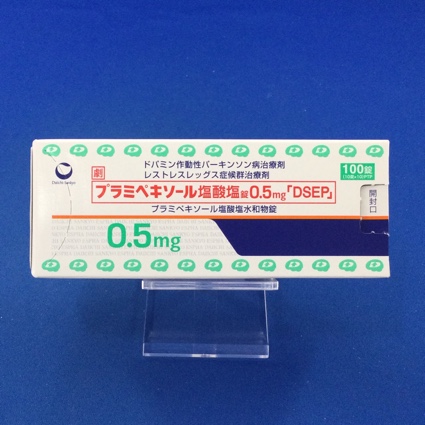 ドパミン作動性パーキンソン病治療剤
レストレスレッグス症候群治療剤
劇
プラミペキソール塩酸塩錠0.5mg「DSEP」
プラミペキソール塩酸塩水和物錠
0.5mg
100錠
開封口
Daiichi-Sankyo